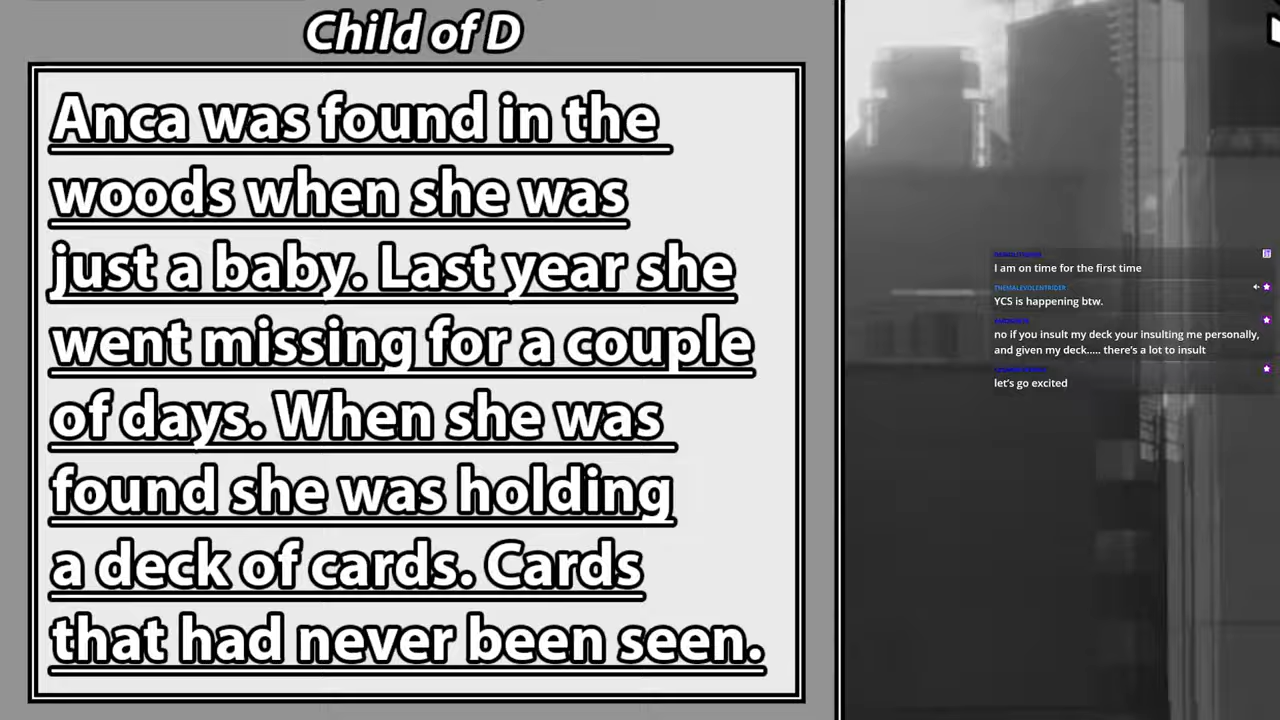 Child of D
Anca was found in the
woods when she was
just a baby. Last year she
went missing for a couple
of days. When she was
found she was holding
a deck of cards. Cards
that had never been seen.
I am on time for the first time
THEMALEVOLENTRIDER
YCS is happening btw.
no if you insult my deck your insulting me personally,
and given my deck..... there's a lot to insult
let's go excited